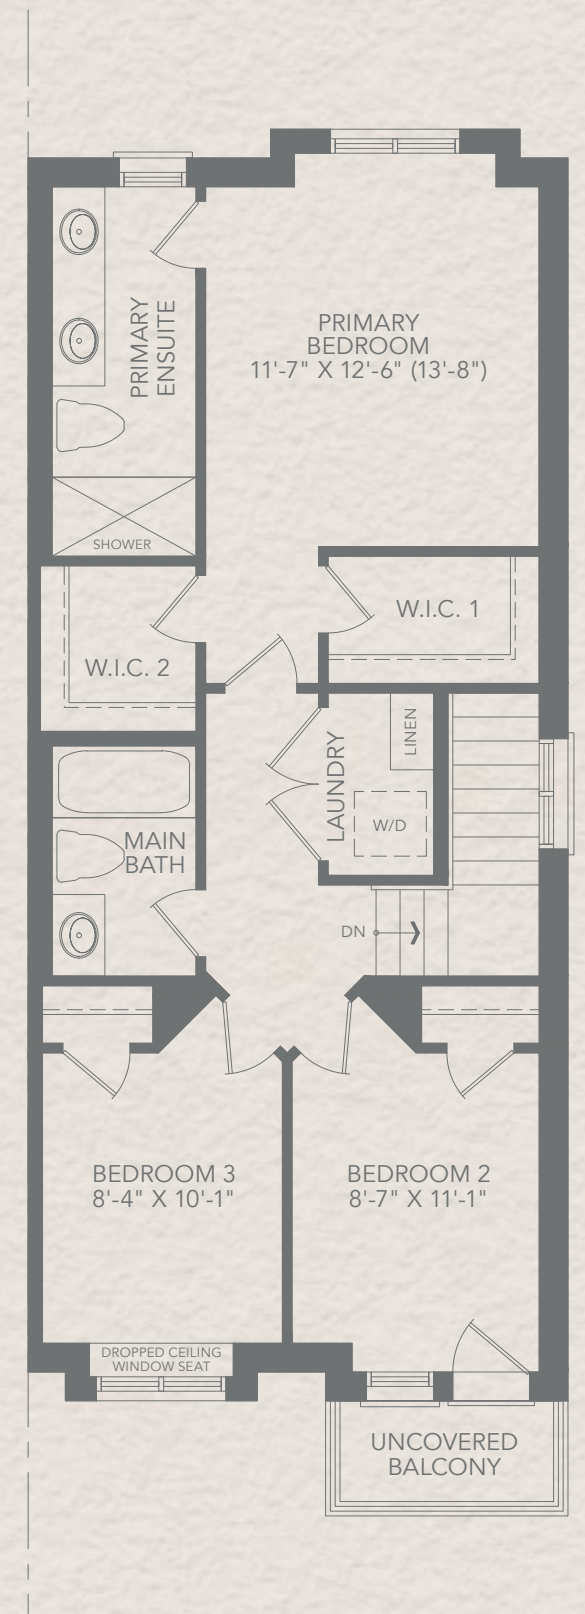 PRIMARY
ENSUITE
PRIMARY
BEDROOM
11'-7" X 12'-6" (13'-8")
SHOWER
W.I.C. 1
W.I.C. 2
LINEN
LAUNDRY
W/D
MAIN
BATH
DN
BEDROOM 3
8'-4" X 10'-1"
BEDROOM 2
8'-7" X 11'-1"
DROPPED CEILING
WINDOW SEAT
UNCOVERED
BALCONY